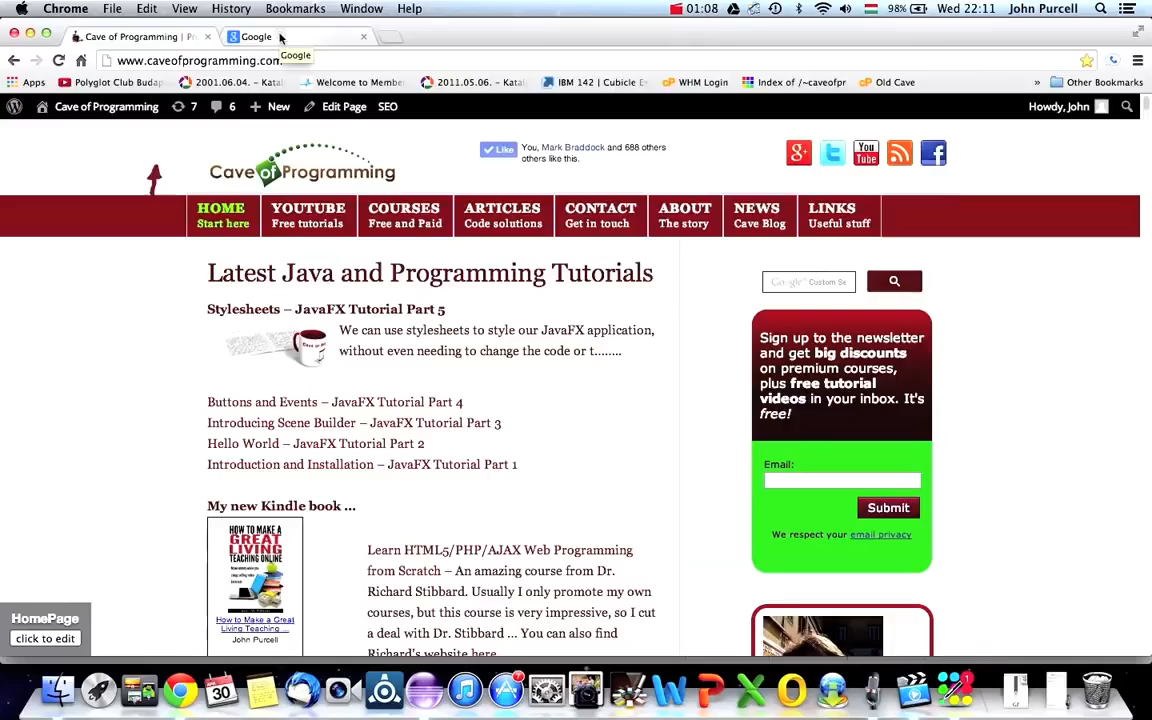 Chrome File Edit View History Bookmarks Window Help 01:08 98% Wed 22:11 John Purcell
Cave of Programming | Pr Google
Google
www.caveofprogramming.com
Apps Polyglot Club Budap 2001.06.04. - Katal Welcome to Member 2011.05.06. - Katali IBM 142 | Cubicle E WHM Login Index of /~caveofpr Old Cave » Other Bookmarks
Cave of Programming 7 6 + New Edit Page SEO Howdy, John
Like You, Mark Braddock and 688 others
others like this.
Cave of Programming
You
Tube
HOME YOUTUBE COURSES ARTICLES CONTACT ABOUT NEWS LINKS
Start here Free tutorials Free and Paid Code solutions Get in touch The story Cave Blog Useful stuff
Latest Java and Programming Tutorials
Stylesheets – JavaFX Tutorial Part 5
We can use stylesheets to style our JavaFX application,
without even needing to change the code or t........
Buttons and Events – JavaFX Tutorial Part 4
Introducing Scene Builder – JavaFX Tutorial Part 3
Hello World – JavaFX Tutorial Part 2
Introduction and Installation – JavaFX Tutorial Part 1
My new Kindle book ...
HOW TO MAKE A
GREAT
LIVING
TEACHING ONLINE
How to Make a Great
Living Teaching ...
John Purcell
Learn HTML5/PHP/AJAX Web Programming
from Scratch – An amazing course from Dr.
Richard Stibbard. Usually I only promote my own
courses, but this course is very impressive, so I cut
a deal with Dr. Stibbard ... You can also find
Richard's website here.
Google Custom Se
Sign up to the newsletter
and get big discounts
on premium courses,
plus free tutorial
videos in your inbox. It's
free!
Email:
Submit
We respect your email privacy
HomePage
click to edit